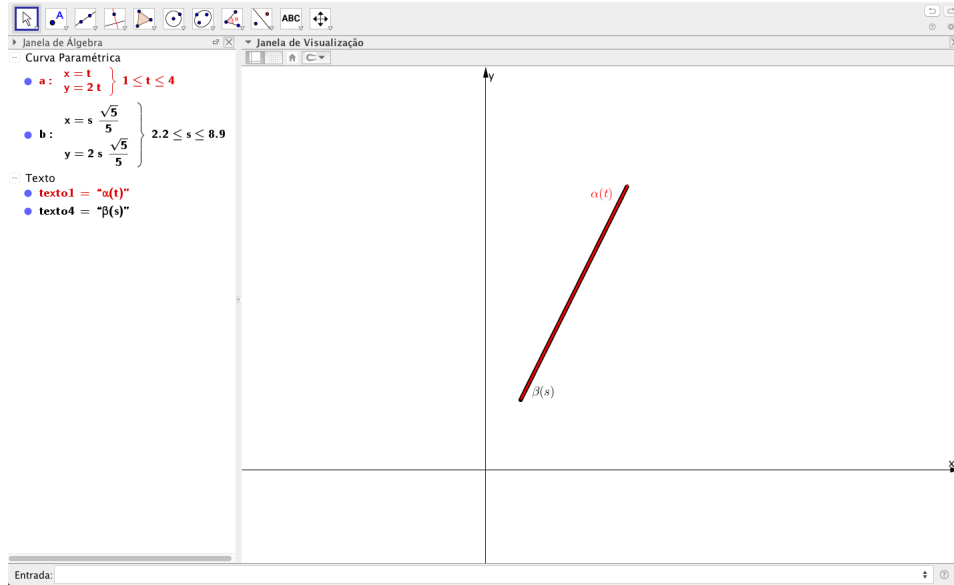 ABC
Janela de Álgebra
Janela de Visualização
Curva Paramétrica
a : x = t
y = 2 t } 1 ≤ t ≤ 4
b : x = s √5/5
y = 2 s √5/5 } 2.2 ≤ s ≤ 8.9
Texto
texto1 = “α(t)”
texto4 = “β(s)”
y
α(t)
β(s)
x
Entrada: